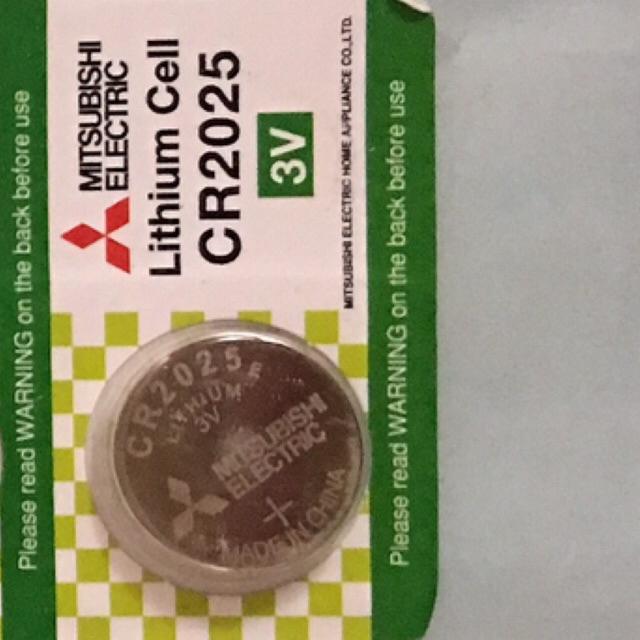 Please read WARNING on the back before use
MITSUBISHI
ELECTRIC
Lithium Cell
CR2025
3V
MITSUBISHI ELECTRIC HOME APPLIANCE CO.,LTD.
Please read WARNING on the back before use
CR2025
LITHIUM
3V
MITSUBISHI
ELECTRIC
+
MADE IN CHINA